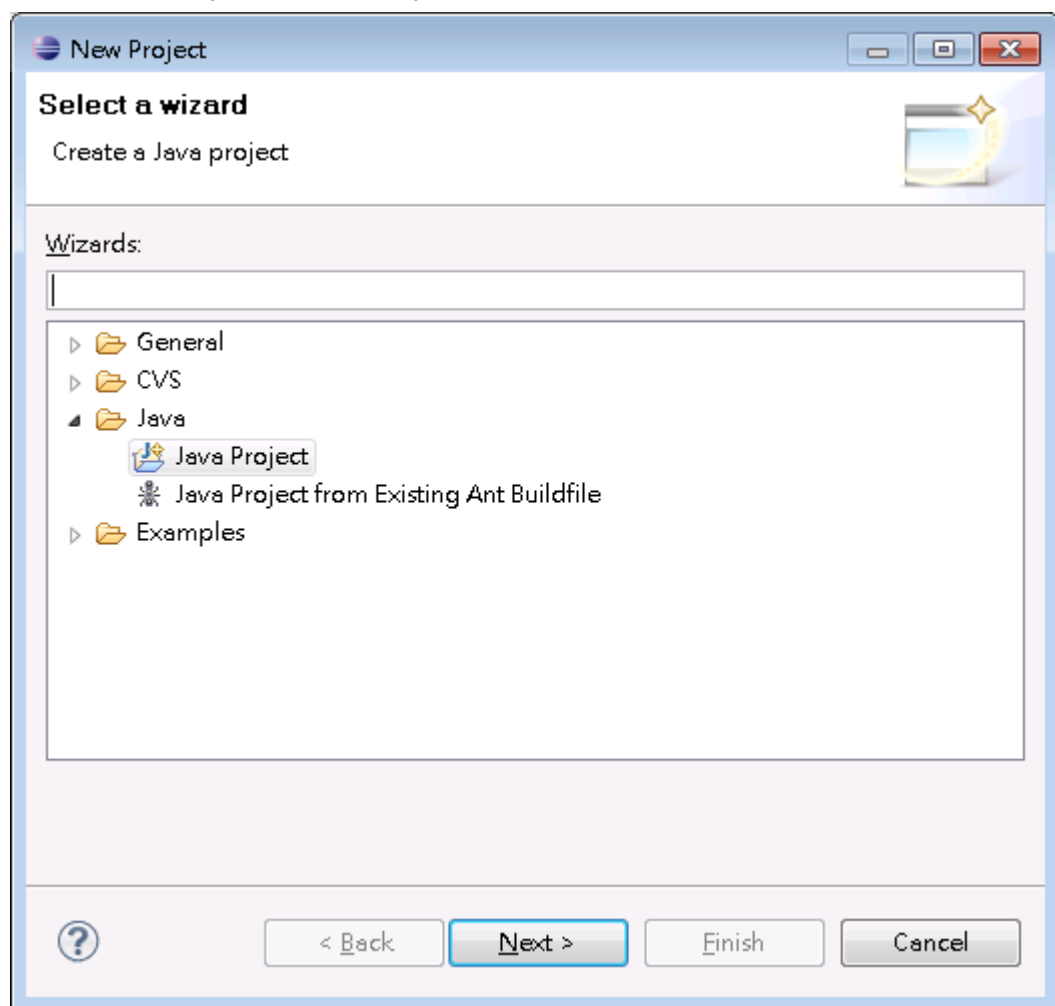 New Project
Select a wizard
Create a Java project
Wizards:
General
CVS
Java
Java Project
Java Project from Existing Ant Buildfile
Examples
? < Back Next > Finish Cancel